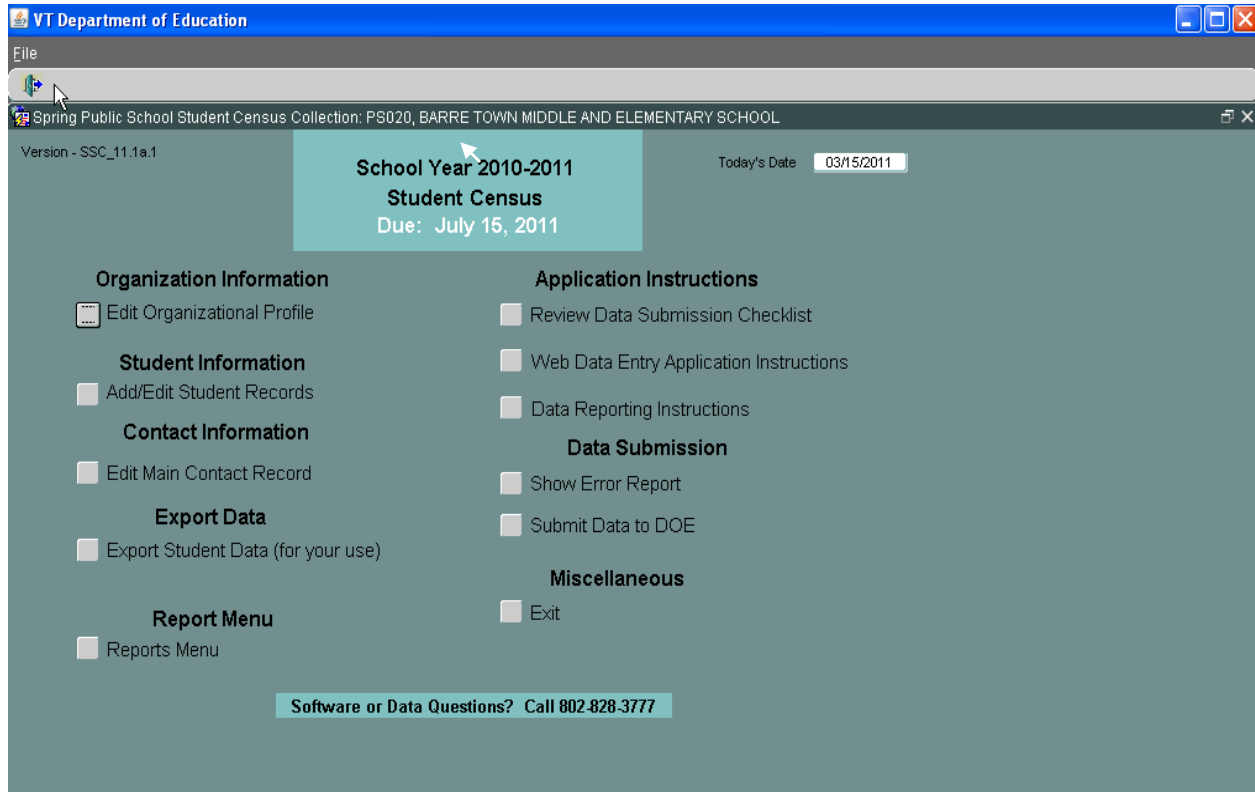 VT Department of Education
File
Spring Public School Student Census Collection: PS020, BARRE TOWN MIDDLE AND ELEMENTARY SCHOOL
Version - SSC_11.1a.1
School Year 2010-2011
Student Census
Due: July 15, 2011
Today's Date 03/15/2011
Organization Information
Edit Organizational Profile
Student Information
Add/Edit Student Records
Contact Information
Edit Main Contact Record
Export Data
Export Student Data (for your use)
Report Menu
Reports Menu
Application Instructions
Review Data Submission Checklist
Web Data Entry Application Instructions
Data Reporting Instructions
Data Submission
Show Error Report
Submit Data to DOE
Miscellaneous
Exit
Software or Data Questions? Call 802-828-3777